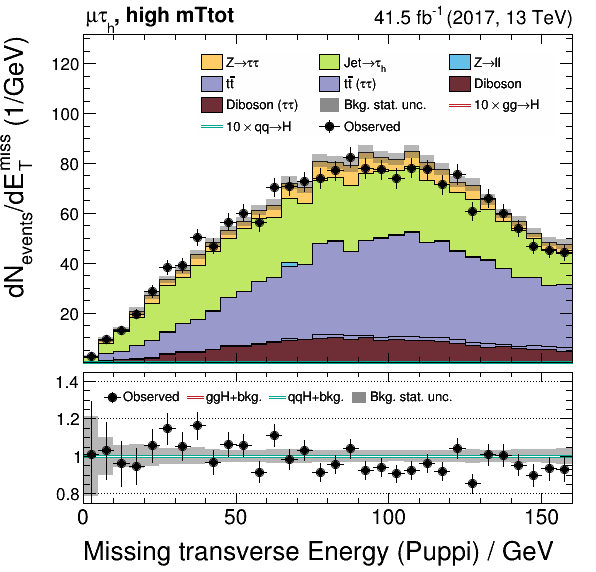 μτh, high mTtot 41.5 fb⁻¹ (2017, 13 TeV)
dN_events/dE_T^miss (1/GeV)
120
100
80
60
40
20
Z→ττ Jet→τh Z→ll
tt̄ tt̄ (ττ) Diboson
Diboson (ττ) Bkg. stat. unc. 10 × gg→H
10 × qq→H Observed
1.4
1.2
1
0.8
Observed ggH+bkg. qqH+bkg. Bkg. stat. unc.
0 50 100 150
Missing transverse Energy (Puppi) / GeV